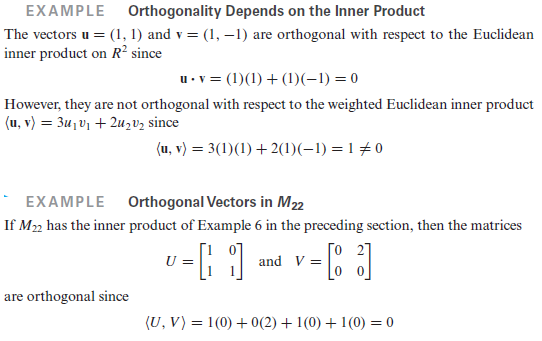 EXAMPLE Orthogonality Depends on the Inner Product
The vectors u = (1, 1) and v = (1, −1) are orthogonal with respect to the Euclidean
inner product on R² since
u · v = (1)(1) + (1)(−1) = 0
However, they are not orthogonal with respect to the weighted Euclidean inner product
⟨u, v⟩ = 3u₁v₁ + 2u₂v₂ since
⟨u, v⟩ = 3(1)(1) + 2(1)(−1) = 1 ≠ 0
EXAMPLE Orthogonal Vectors in M₂₂
If M₂₂ has the inner product of Example 6 in the preceding section, then the matrices
U = [1 0; 1 1] and V = [0 2; 0 0]
are orthogonal since
⟨U, V⟩ = 1(0) + 0(2) + 1(0) + 1(0) = 0